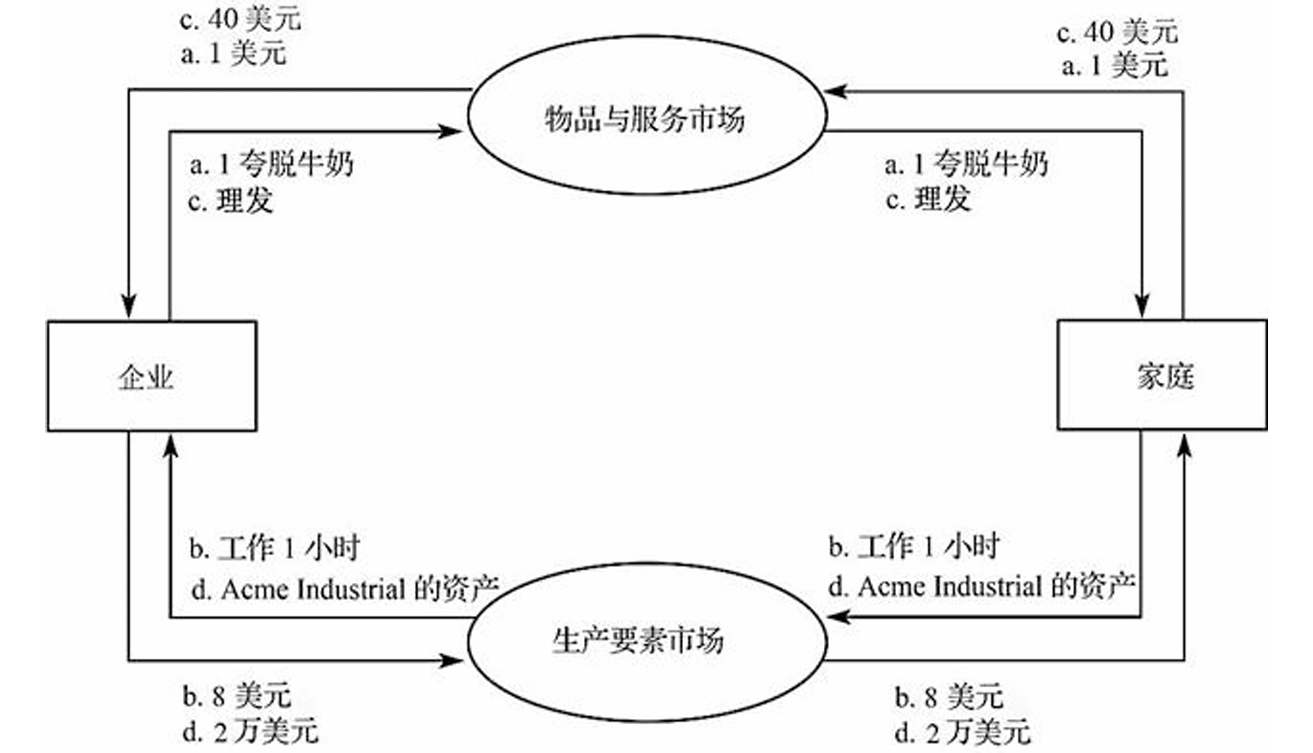 c. 40 美元
a. 1 美元
c. 40 美元
a. 1 美元
物品与服务市场
a. 1 夸脱牛奶
c. 理发
a. 1 夸脱牛奶
c. 理发
企业
家庭
b. 工作 1 小时
d. Acme Industrial 的资产
b. 工作 1 小时
d. Acme Industrial 的资产
生产要素市场
b. 8 美元
d. 2 万美元
b. 8 美元
d. 2 万美元